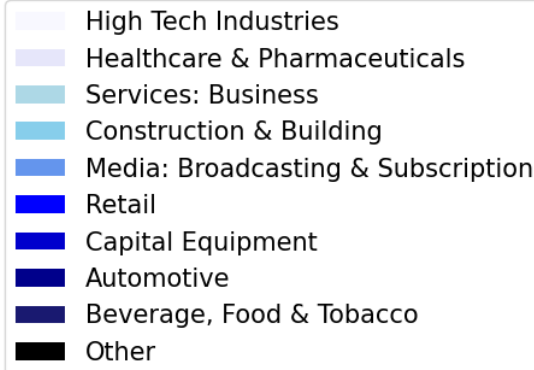 High Tech Industries
Healthcare & Pharmaceuticals
Services: Business
Construction & Building
Media: Broadcasting & Subscription
Retail
Capital Equipment
Automotive
Beverage, Food & Tobacco
Other